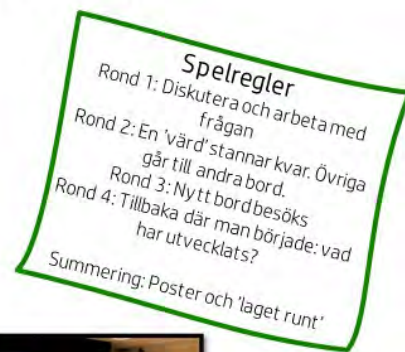 Spelregler
Rond 1: Diskutera och arbeta med
frågan
Rond 2: En 'värd' stannar kvar. Övriga
går till andra bord.
Rond 3: Nytt bord besöks
Rond 4: Tillbaka där man började: vad
har utvecklats?
Summering: Poster och 'laget runt'